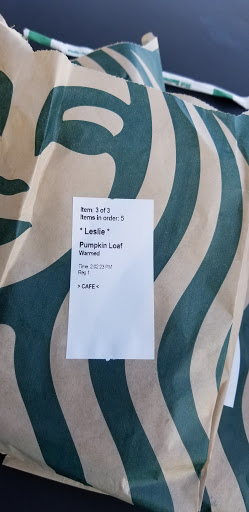 Item: 3 of 3
Items in order: 5
* Leslie *
Pumpkin Loaf
Warmed
Time: 2:02:23 PM
Reg: 1
> CAFE <